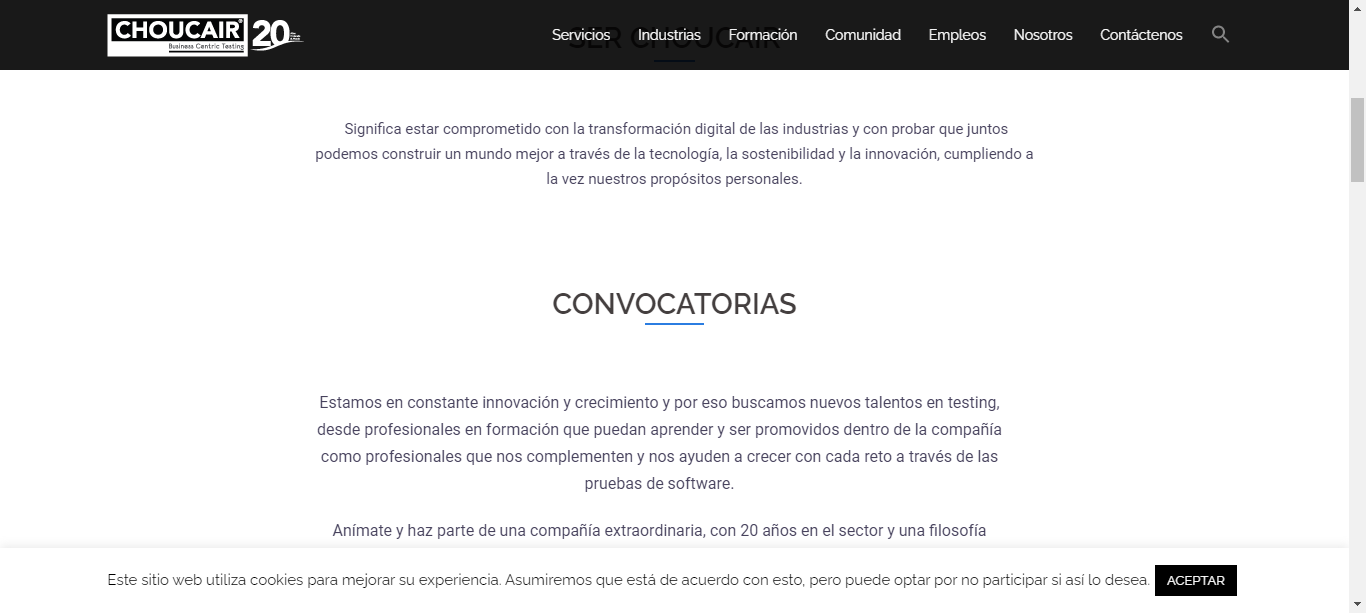 CHOUCAIR
Business Centric Testing
20
Servicios Industrias Formación Comunidad Empleos Nosotros Contáctenos
SER CHOUCAIR
Significa estar comprometido con la transformación digital de las industrias y con probar que juntos
podemos construir un mundo mejor a través de la tecnología, la sostenibilidad y la innovación, cumpliendo a
la vez nuestros propósitos personales.
CONVOCATORIAS
Estamos en constante innovación y crecimiento y por eso buscamos nuevos talentos en testing,
desde profesionales en formación que puedan aprender y ser promovidos dentro de la compañía
como profesionales que nos complementen y nos ayuden a crecer con cada reto a través de las
pruebas de software.
Anímate y haz parte de una compañía extraordinaria, con 20 años en el sector y una filosofía
Este sitio web utiliza cookies para mejorar su experiencia. Asumiremos que está de acuerdo con esto, pero puede optar por no participar si así lo desea. ACEPTAR